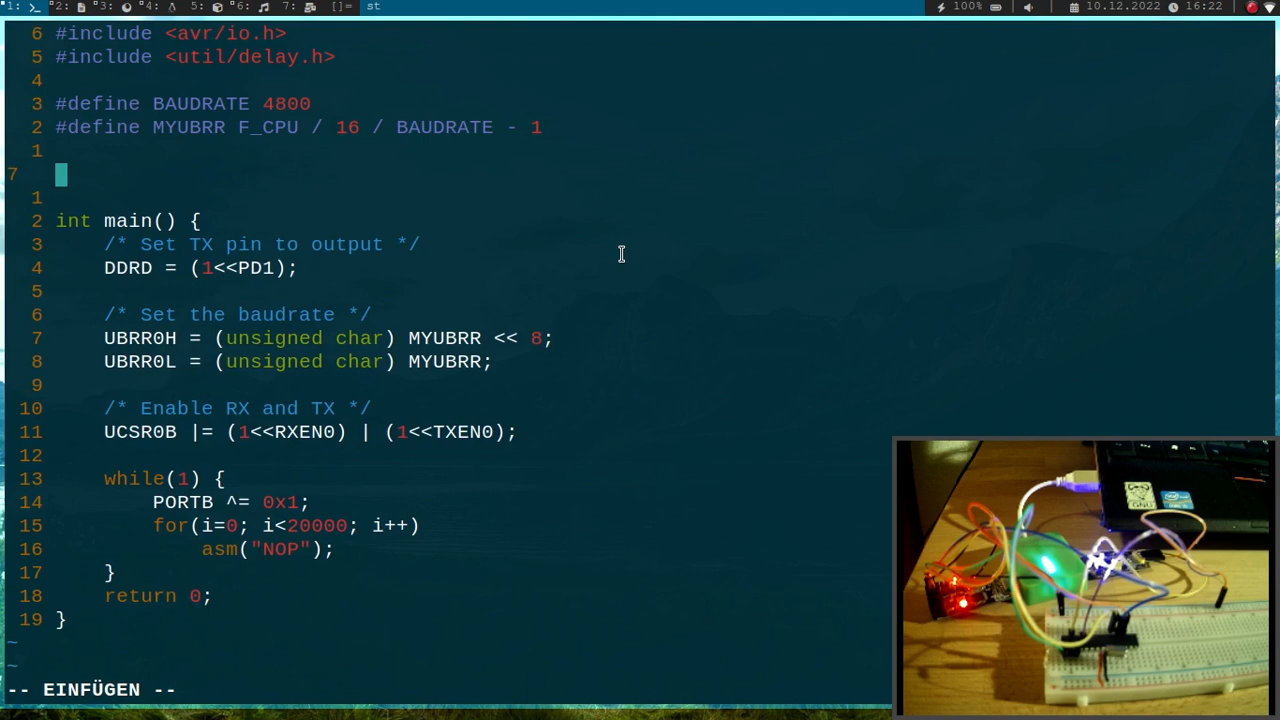 1: 2: 3: 4: 5: 6: 7: []= st 100% 10.12.2022 16:22
6 #include <avr/io.h>
5 #include <util/delay.h>
4
3 #define BAUDRATE 4800
2 #define MYUBRR F_CPU / 16 / BAUDRATE - 1
1
7
1
2 int main() {
3 /* Set TX pin to output */
4 DDRD = (1<<PD1);
5
6 /* Set the baudrate */
7 UBRR0H = (unsigned char) MYUBRR << 8;
8 UBRR0L = (unsigned char) MYUBRR;
9
10 /* Enable RX and TX */
11 UCSR0B |= (1<<RXEN0) | (1<<TXEN0);
12
13 while(1) {
14 PORTB ^= 0x1;
15 for(i=0; i<20000; i++)
16 asm("NOP");
17 }
18 return 0;
19 }
~
~
-- EINFÜGEN --
GNU
intel